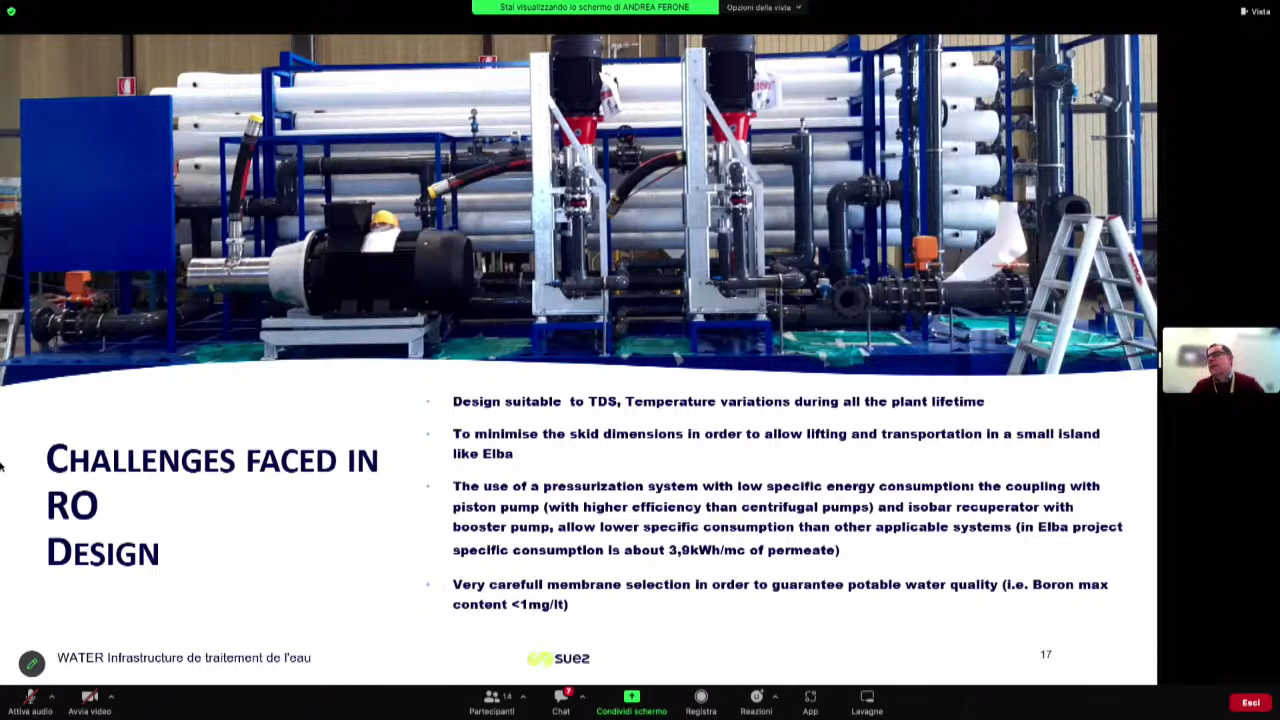 Stai visualizzando lo schermo di ANDREA FERONE
Opzioni della vista
Vista
CHALLENGES FACED IN
RO
DESIGN
· Design suitable to TDS, Temperature variations during all the plant lifetime
· To minimise the skid dimensions in order to allow lifting and transportation in a small island
like Elba
· The use of a pressurization system with low specific energy consumption: the coupling with
piston pump (with higher efficiency than centrifugal pumps) and isobar recuperator with
booster pump, allow lower specific consumption than other applicable systems (in Elba project
specific consumption is about 3,9kWh/mc of permeate)
· Very carefull membrane selection in order to guarantee potable water quality (i.e. Boron max
content <1mg/lt)
WATER Infrastructure de traitement de l'eau
suez
17
Attiva audio
Avvia video
14
Partecipanti
7
Chat
Condividi schermo
Registra
Reazioni
App
Lavagne
Esci